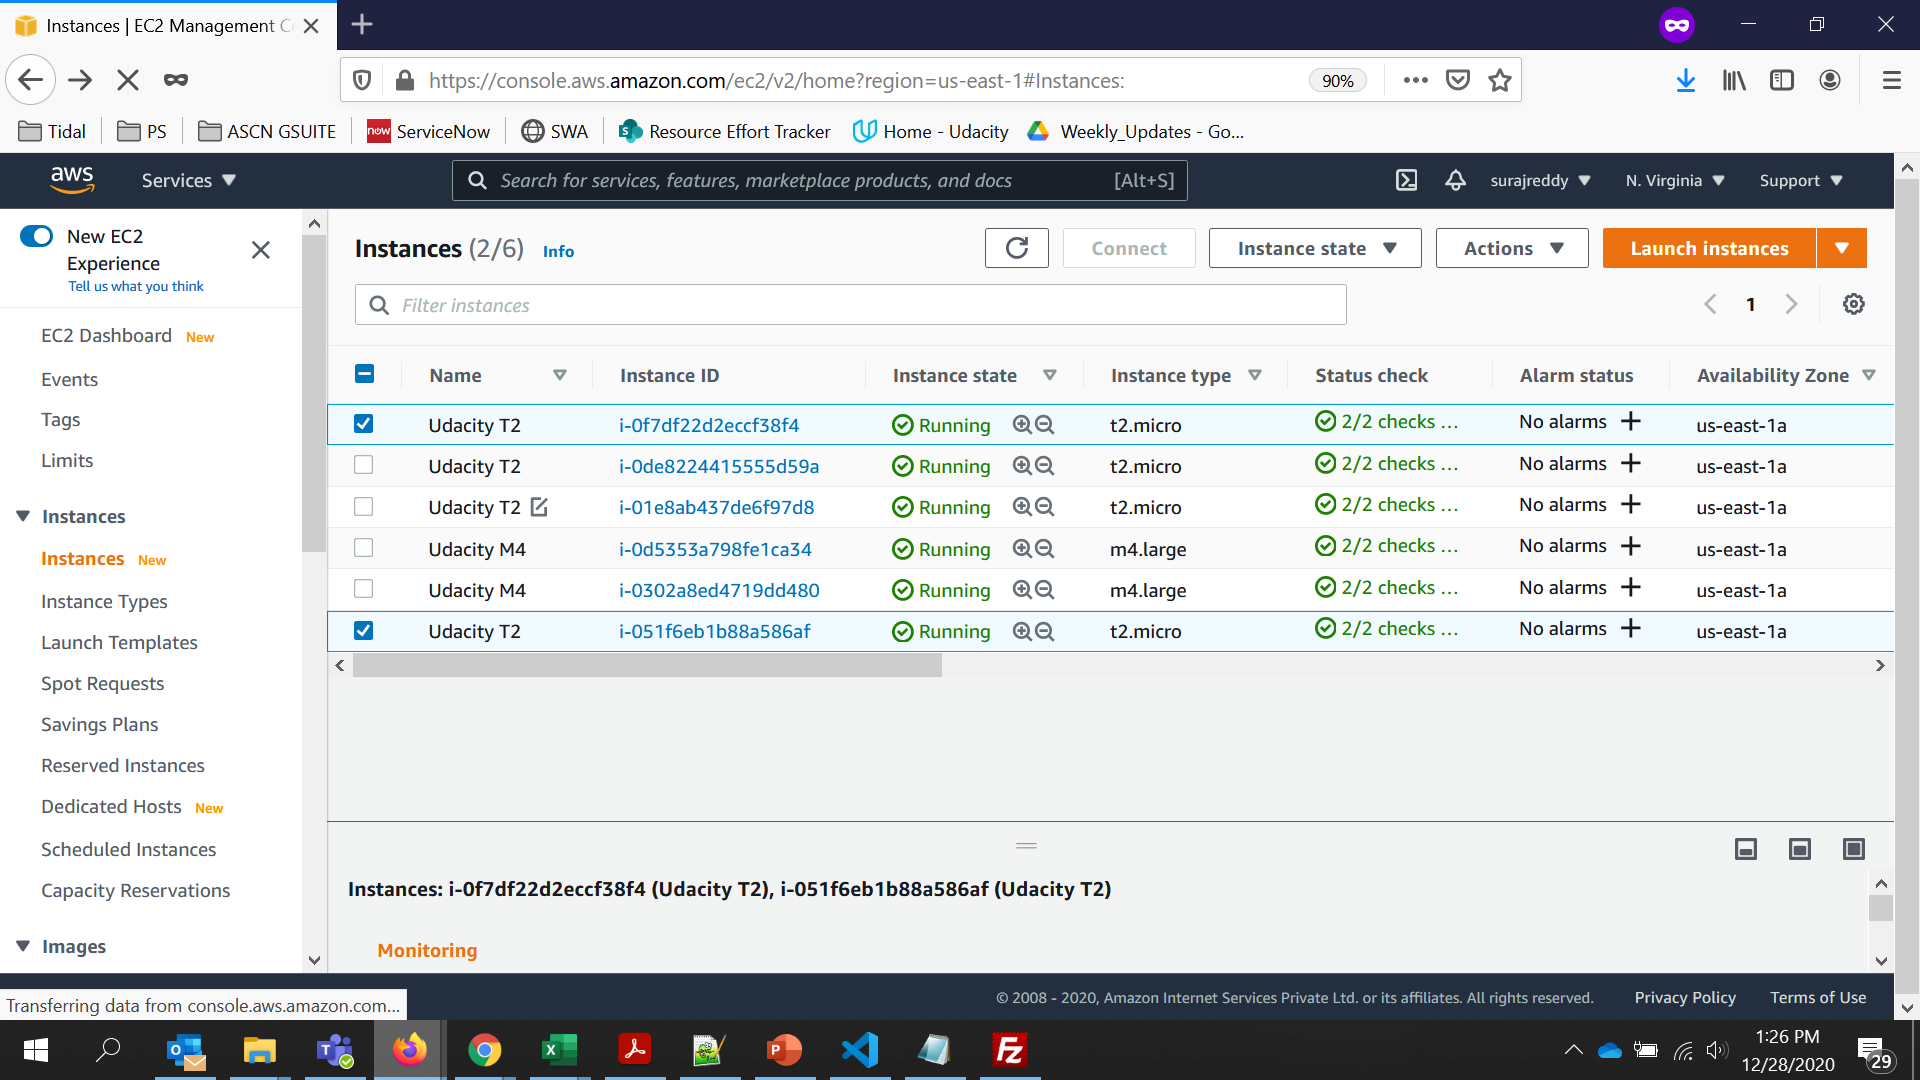 Instances | EC2 Management C
https://console.aws.amazon.com/ec2/v2/home?region=us-east-1#Instances:
90%
Tidal
PS
ASCN GSUITE
now
ServiceNow
SWA
Resource Effort Tracker
Home - Udacity
Weekly_Updates - Go...
aws
Services
Search for services, features, marketplace products, and docs
[Alt+S]
surajreddy
N. Virginia
Support
New EC2
Experience
Tell us what you think
EC2 Dashboard New
Events
Tags
Limits
Instances
Instances New
Instance Types
Launch Templates
Spot Requests
Savings Plans
Reserved Instances
Dedicated Hosts New
Scheduled Instances
Capacity Reservations
Images
Instances (2/6) Info
Connect
Instance state
Actions
Launch instances
Filter instances
1
Name Instance ID Instance state Instance type Status check Alarm status Availability Zone
Udacity T2 i-0f7df22d2eccf38f4 Running t2.micro 2/2 checks ... No alarms + us-east-1a
Udacity T2 i-0de8224415555d59a Running t2.micro 2/2 checks ... No alarms + us-east-1a
Udacity T2 i-01e8ab437de6f97d8 Running t2.micro 2/2 checks ... No alarms + us-east-1a
Udacity M4 i-0d5353a798fe1ca34 Running m4.large 2/2 checks ... No alarms + us-east-1a
Udacity M4 i-0302a8ed4719dd480 Running m4.large 2/2 checks ... No alarms + us-east-1a
Udacity T2 i-051f6eb1b88a586af Running t2.micro 2/2 checks ... No alarms + us-east-1a
Instances: i-0f7df22d2eccf38f4 (Udacity T2), i-051f6eb1b88a586af (Udacity T2)
Monitoring
Transferring data from console.aws.amazon.com...
© 2008 - 2020, Amazon Internet Services Private Ltd. or its affiliates. All rights reserved.
Privacy Policy
Terms of Use
1:26 PM
12/28/2020
29